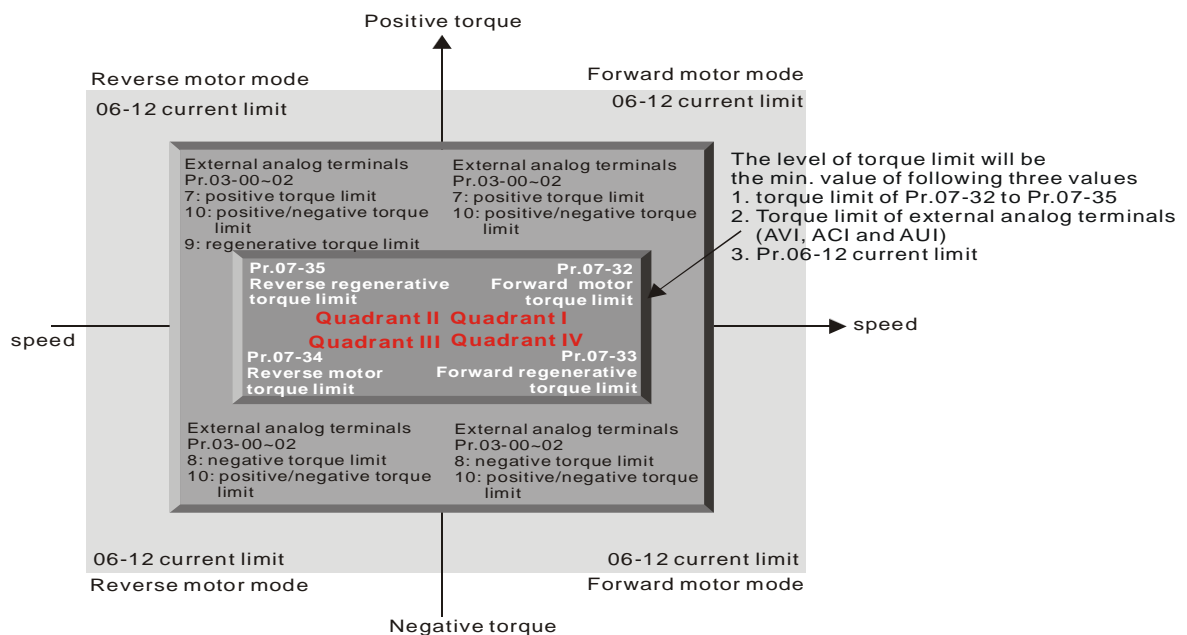 Positive torque
Reverse motor mode
Forward motor mode
06-12 current limit
06-12 current limit
External analog terminals
Pr.03-00~02
7: positive torque limit
10: positive/negative torque
limit
9: regenerative torque limit
External analog terminals
Pr.03-00~02
7: positive torque limit
10: positive/negative torque
limit
The level of torque limit will be
the min. value of following three values
1. torque limit of Pr.07-32 to Pr.07-35
2. Torque limit of external analog terminals
(AVI, ACI and AUI)
3. Pr.06-12 current limit
Pr.07-35
Reverse regenerative
torque limit
Pr.07-32
Forward motor
torque limit
Quadrant II Quadrant I
speed
speed
Quadrant III Quadrant IV
Pr.07-34
Reverse motor
torque limit
Pr.07-33
Forward regenerative
torque limit
External analog terminals
Pr.03-00~02
8: negative torque limit
10: positive/negative torque
limit
External analog terminals
Pr.03-00~02
8: negative torque limit
10: positive/negative torque
limit
06-12 current limit
06-12 current limit
Reverse motor mode
Forward motor mode
Negative torque